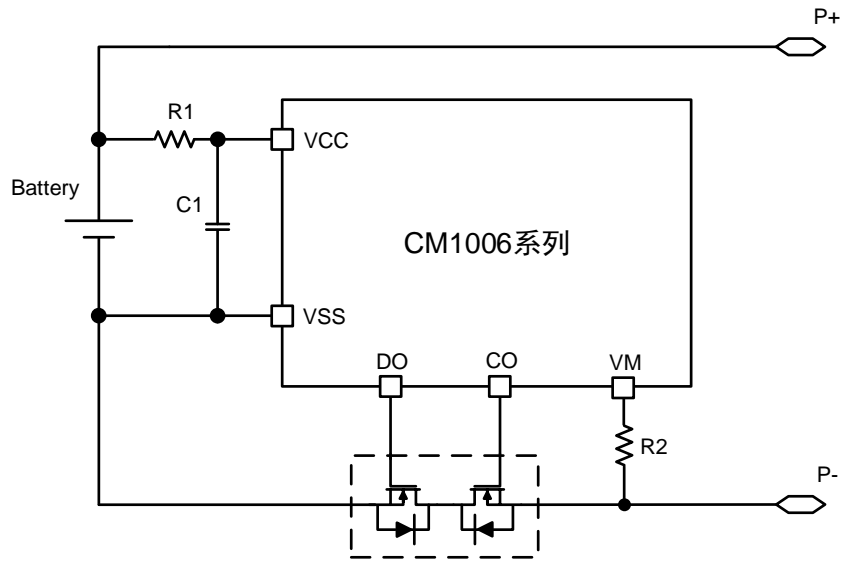 P+
R1
VCC
Battery
C1
CM1006系列
VSS
DO
CO
VM
R2
P-